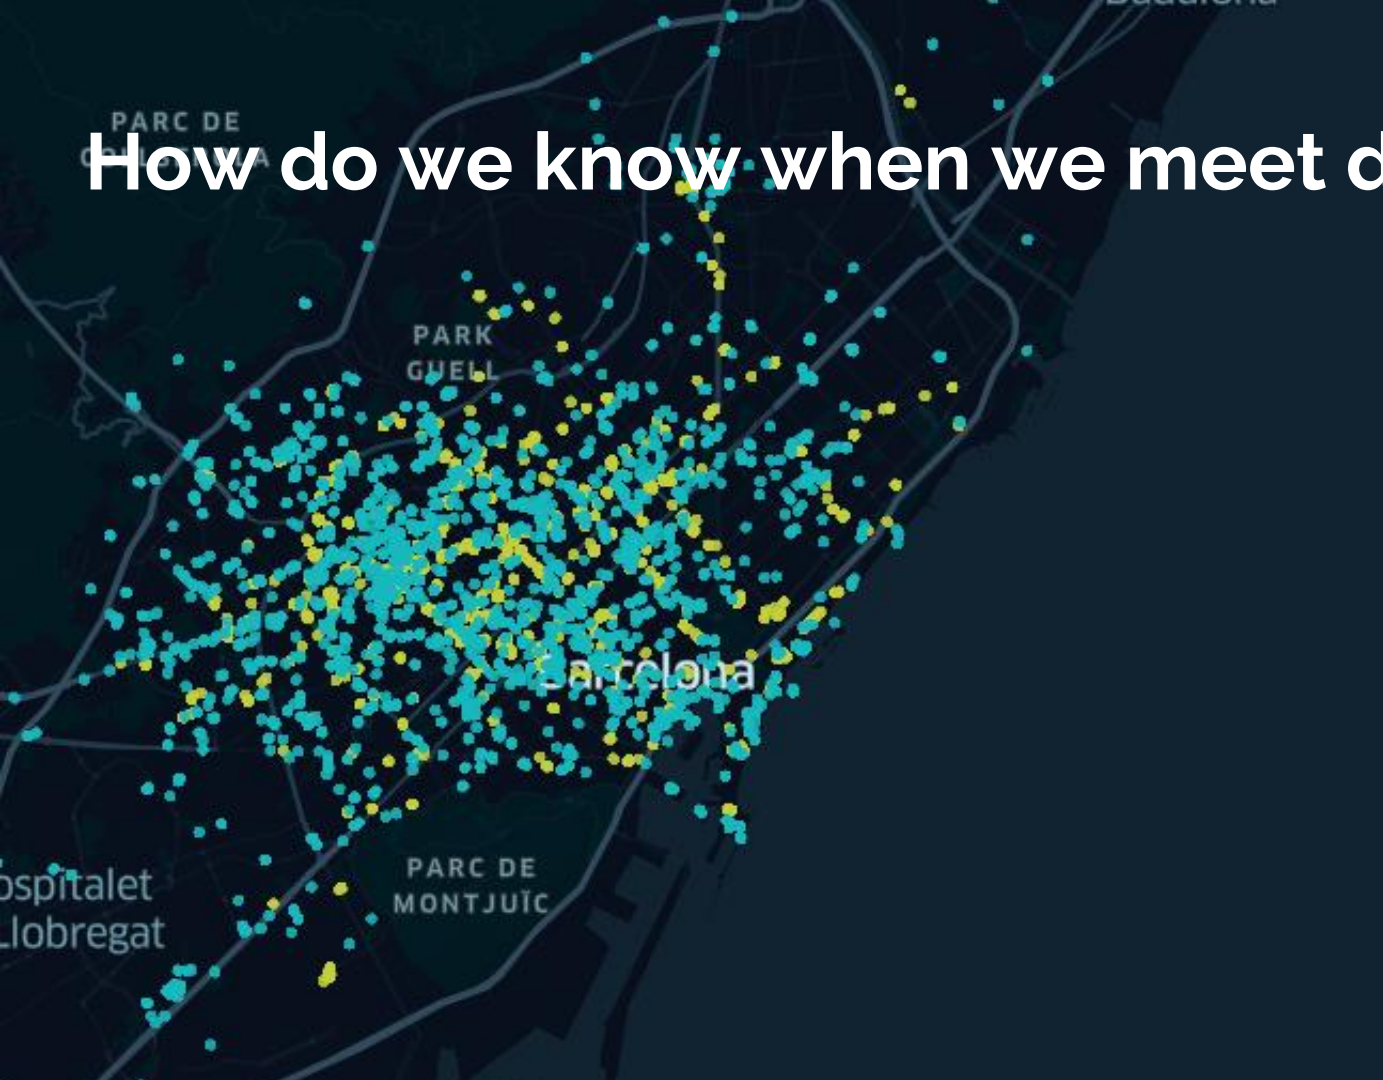 PARC DE
How do we know when we meet d
PARK
GUELL
Barcelona
PARC DE
MONTJUÏC
ospitalet
Llobregat